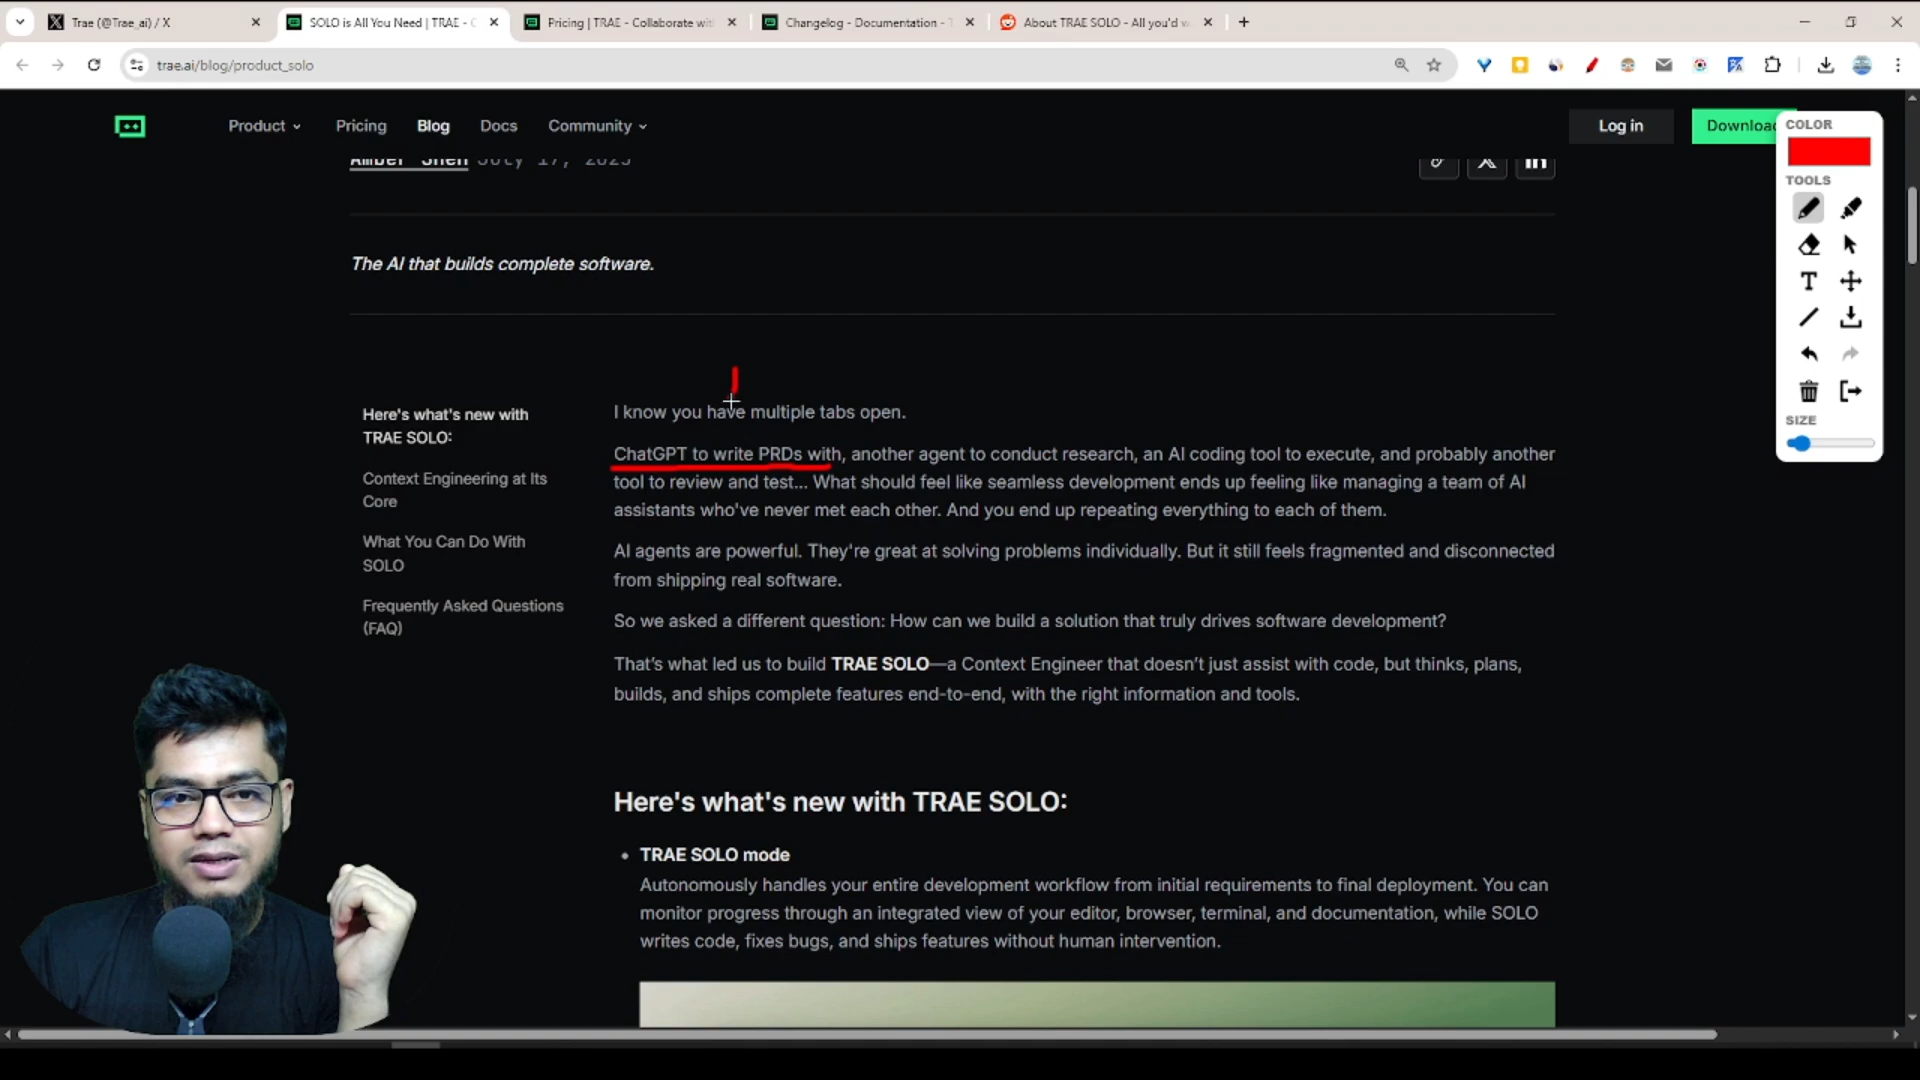 Trae (@Trae_ai) / X
SOLO is All You Need | TRAE - C
Pricing | TRAE - Collaborate wit
Changelog - Documentation - T
About TRAE SOLO - All you'd w
trae.ai/blog/product_solo
Product
Pricing
Blog
Docs
Community
Log in
Download
COLOR
TOOLS
SIZE
Amber Shen July 17, 2025
The AI that builds complete software.
Here's what's new with
TRAE SOLO:
Context Engineering at Its
Core
What You Can Do With
SOLO
Frequently Asked Questions
(FAQ)
I know you have multiple tabs open.
ChatGPT to write PRDs with, another agent to conduct research, an AI coding tool to execute, and probably another
tool to review and test... What should feel like seamless development ends up feeling like managing a team of AI
assistants who've never met each other. And you end up repeating everything to each of them.
AI agents are powerful. They're great at solving problems individually. But it still feels fragmented and disconnected
from shipping real software.
So we asked a different question: How can we build a solution that truly drives software development?
That's what led us to build TRAE SOLO—a Context Engineer that doesn't just assist with code, but thinks, plans,
builds, and ships complete features end-to-end, with the right information and tools.
Here's what's new with TRAE SOLO:
• TRAE SOLO mode
Autonomously handles your entire development workflow from initial requirements to final deployment. You can
monitor progress through an integrated view of your editor, browser, terminal, and documentation, while SOLO
writes code, fixes bugs, and ships features without human intervention.